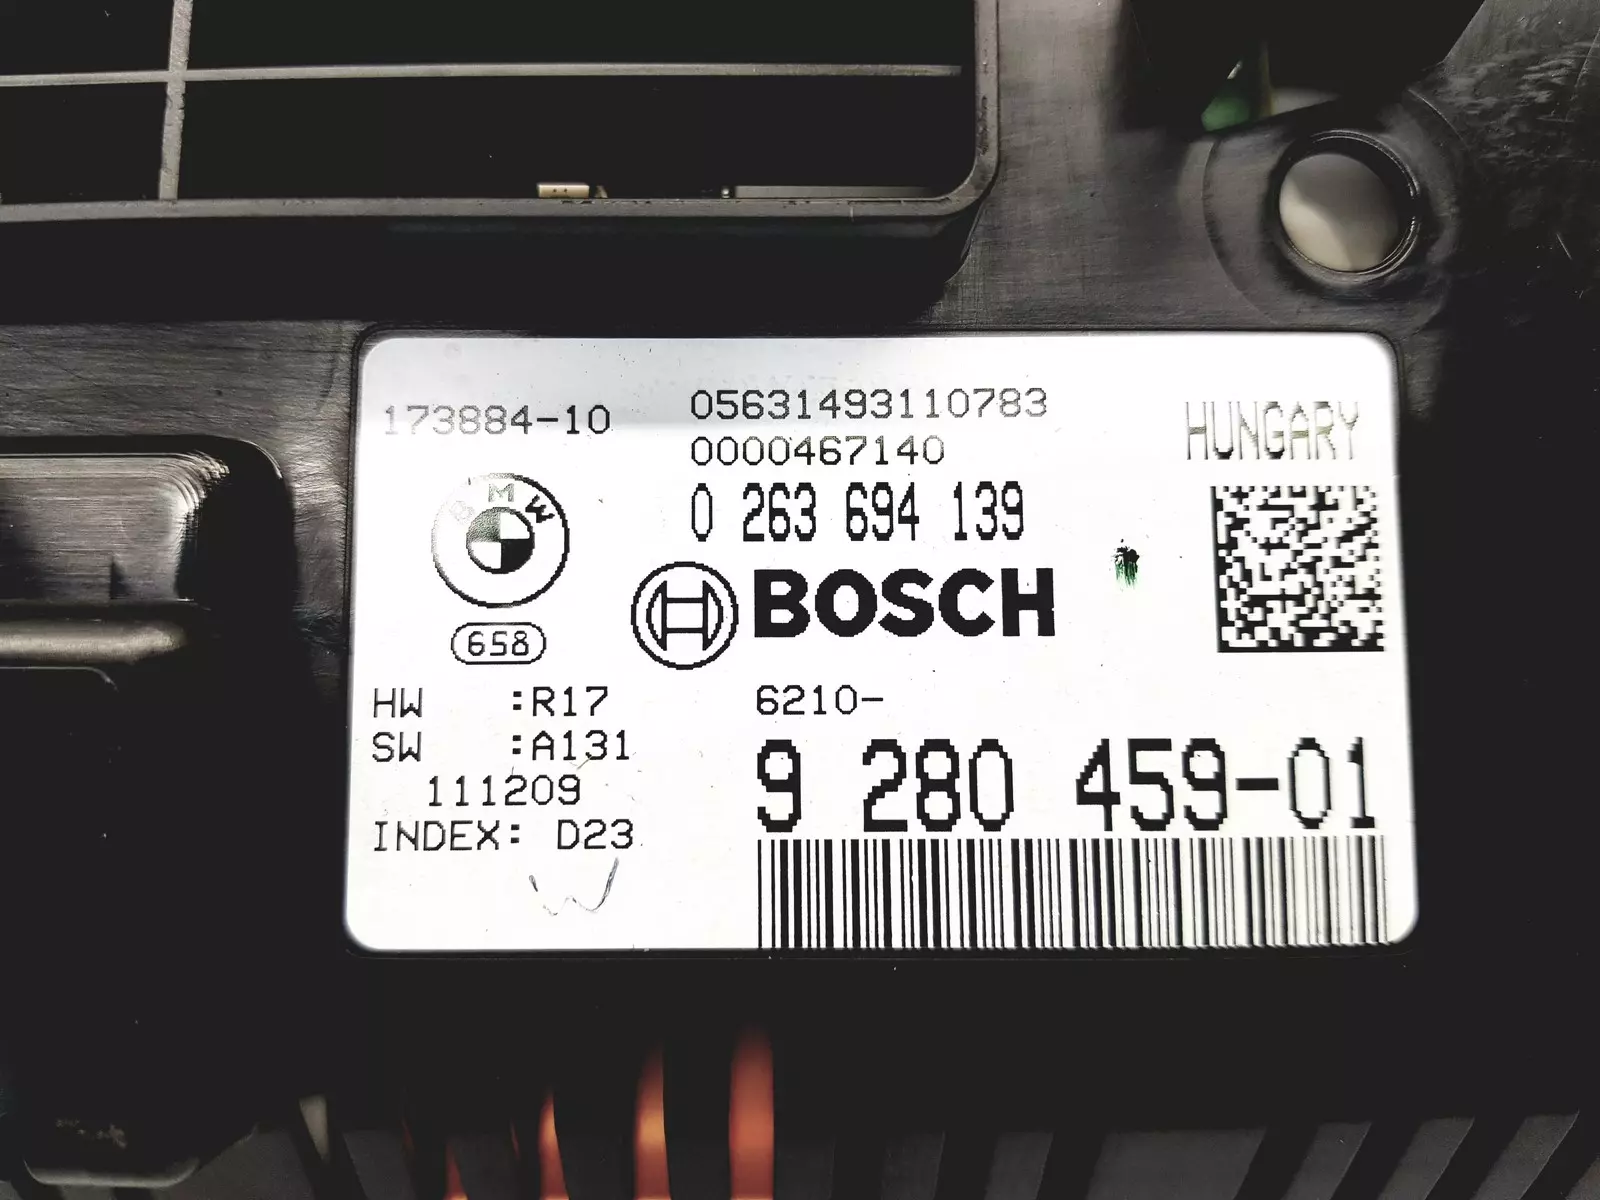 173884-10
05631493110783
0000467140
HUNGARY
0 263 694 139
BMW
BOSCH
658
HW :R17
SW :A131
111209
INDEX: D23
6210-
9 280 459-01